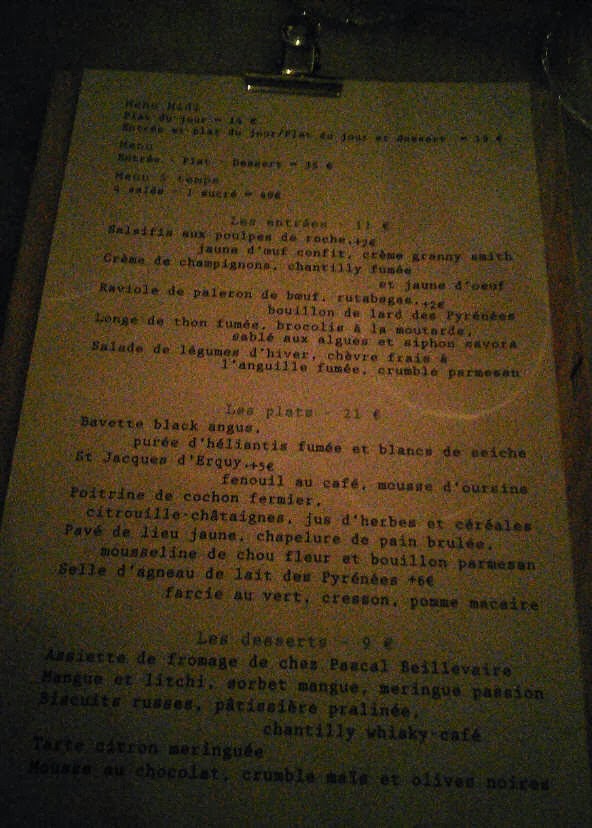 Menu Midi
Plat du jour = 14 €
Entrée et plat du jour/Plat du jour et dessert = 19 €
Menu
Entrée - Plat - Dessert = 35 €
Menu 5 temps
4 salés - 1 sucré = 49€
Les entrées - 11 €
Salsifis aux poulpes de roche,+2€
jaune d'œuf confit, crème granny smith
Crème de champignons, chantilly fumée
et jaune d'oeuf
Raviole de paleron de bœuf, rutabagas,+2€
bouillon de lard des Pyrénées
Longe de thon fumée, brocolis à la moutarde,
sablé aux algues et siphon savora
Salade de légumes d'hiver, chèvre frais à
l'anguille fumée, crumble parmesan
Les plats - 21 €
Bavette black angus,
purée d'héliantis fumée et blancs de seiche
St Jacques d'Erquy,+5€
fenouil au café, mousse d'oursins
Poitrine de cochon fermier,
citrouille-châtaignes, jus d'herbes et céréales
Pavé de lieu jaune, chapelure de pain brulée,
mousseline de chou fleur et bouillon parmesan
Selle d'agneau de lait des Pyrénées +6€
farcie au vert, cresson, pomme macaire
Les desserts - 9 €
Assiette de fromage de chez Pascal Beillevaire
Mangue et litchi, sorbet mangue, meringue passion
Biscuits russes, pâtissière pralinée,
chantilly whisky-café
Tarte citron meringuée
Mousse au chocolat, crumble maïs et olives noires